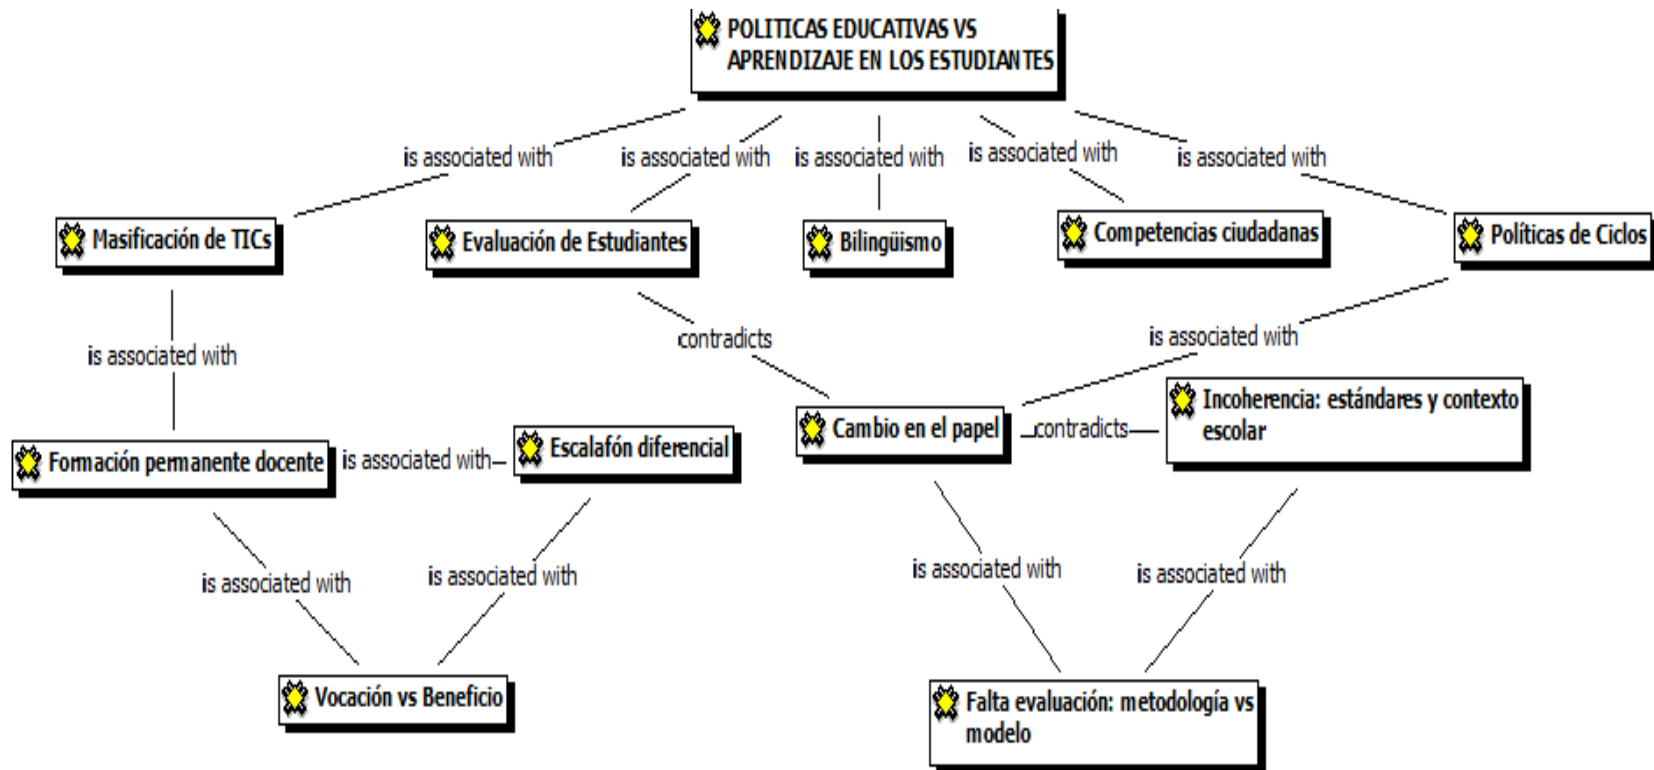 POLITICAS EDUCATIVAS VS
APRENDIZAJE EN LOS ESTUDIANTES
is associated with
is associated with
is associated with
is associated with
is associated with
Masificación de TICs
Evaluación de Estudiantes
Bilingüismo
Competencias ciudadanas
Políticas de Ciclos
is associated with
contradicts
is associated with
Formación permanente docente
is associated with
Escalafón diferencial
Cambio en el papel
contradicts
Incoherencia: estándares y contexto
escolar
is associated with
is associated with
is associated with
is associated with
Vocación vs Beneficio
Falta evaluación: metodología vs
modelo